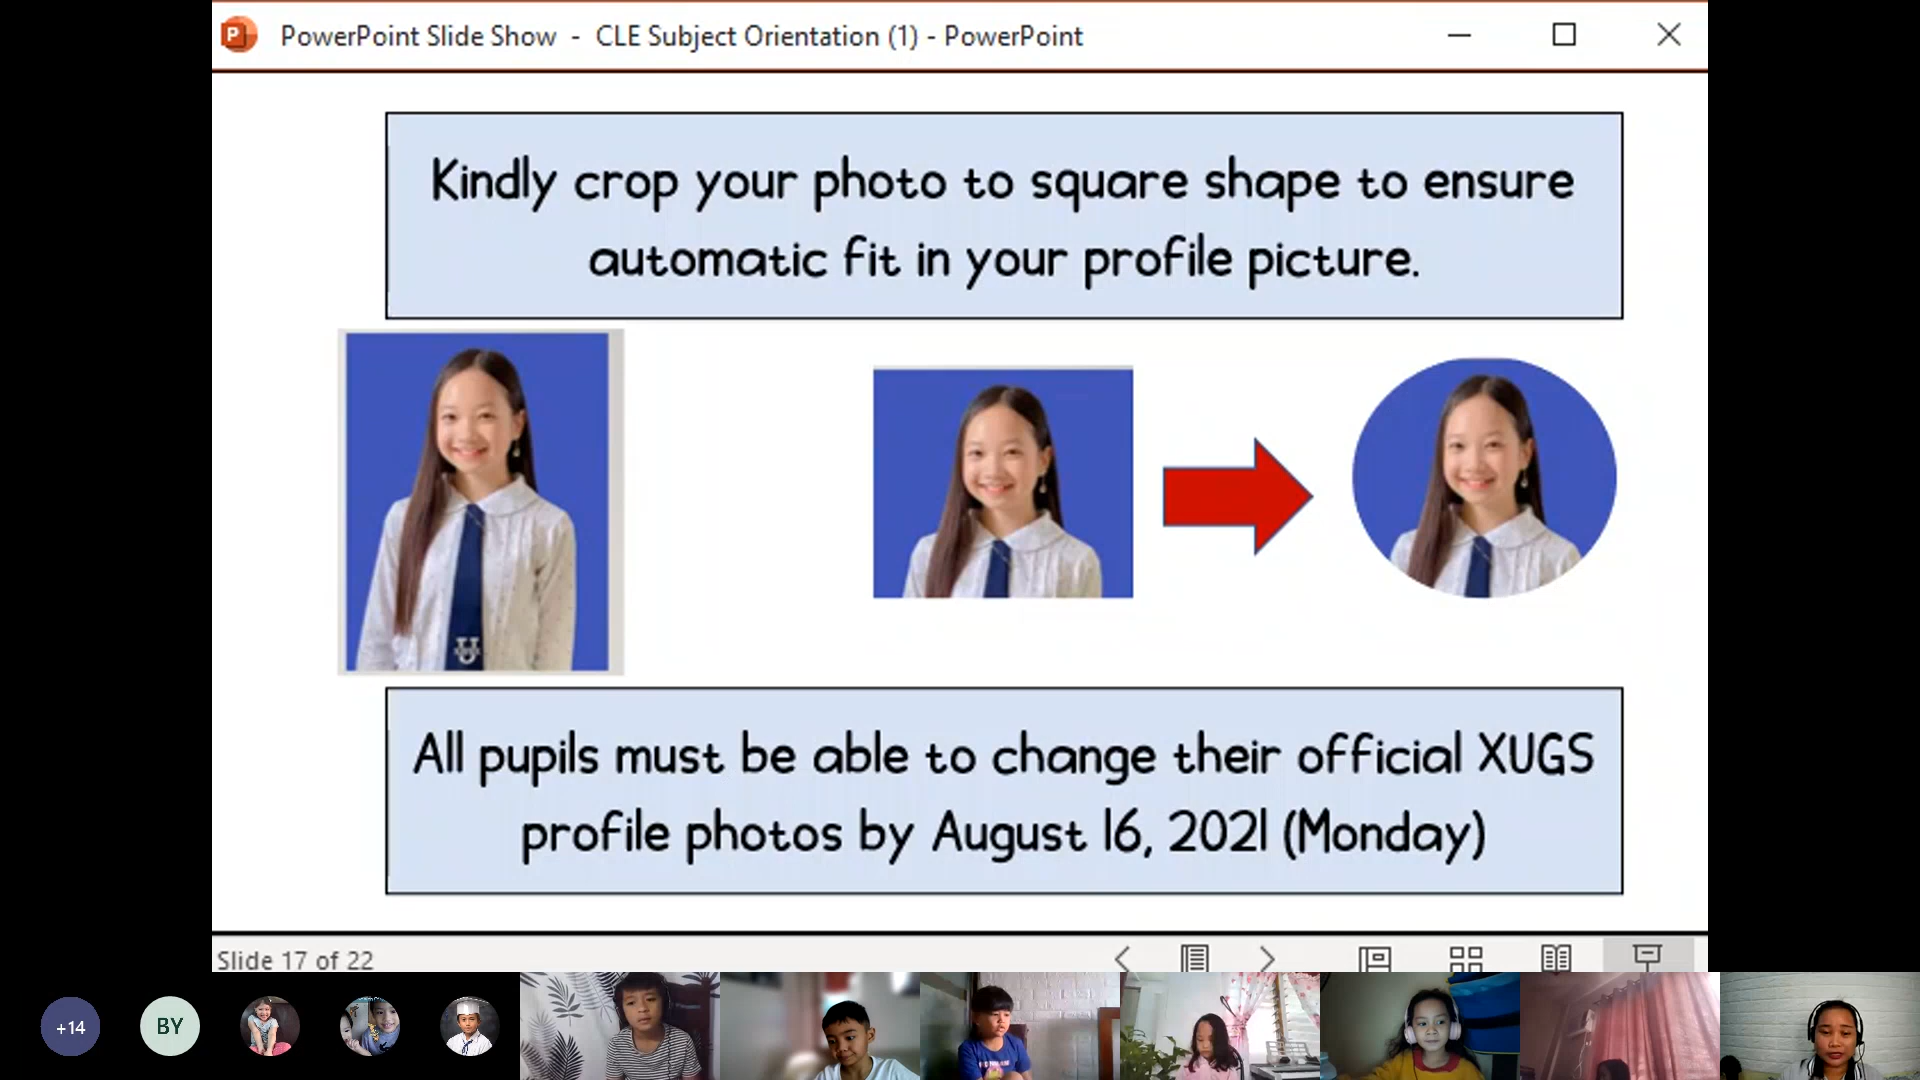 PowerPoint Slide Show - CLE Subject Orientation (1) - PowerPoint
Kindly crop your photo to square shape to ensure
automatic fit in your profile picture.
All pupils must be able to change their official XUGS
profile photos by August 16, 2021 (Monday)
Slide 17 of 22
+14
BY